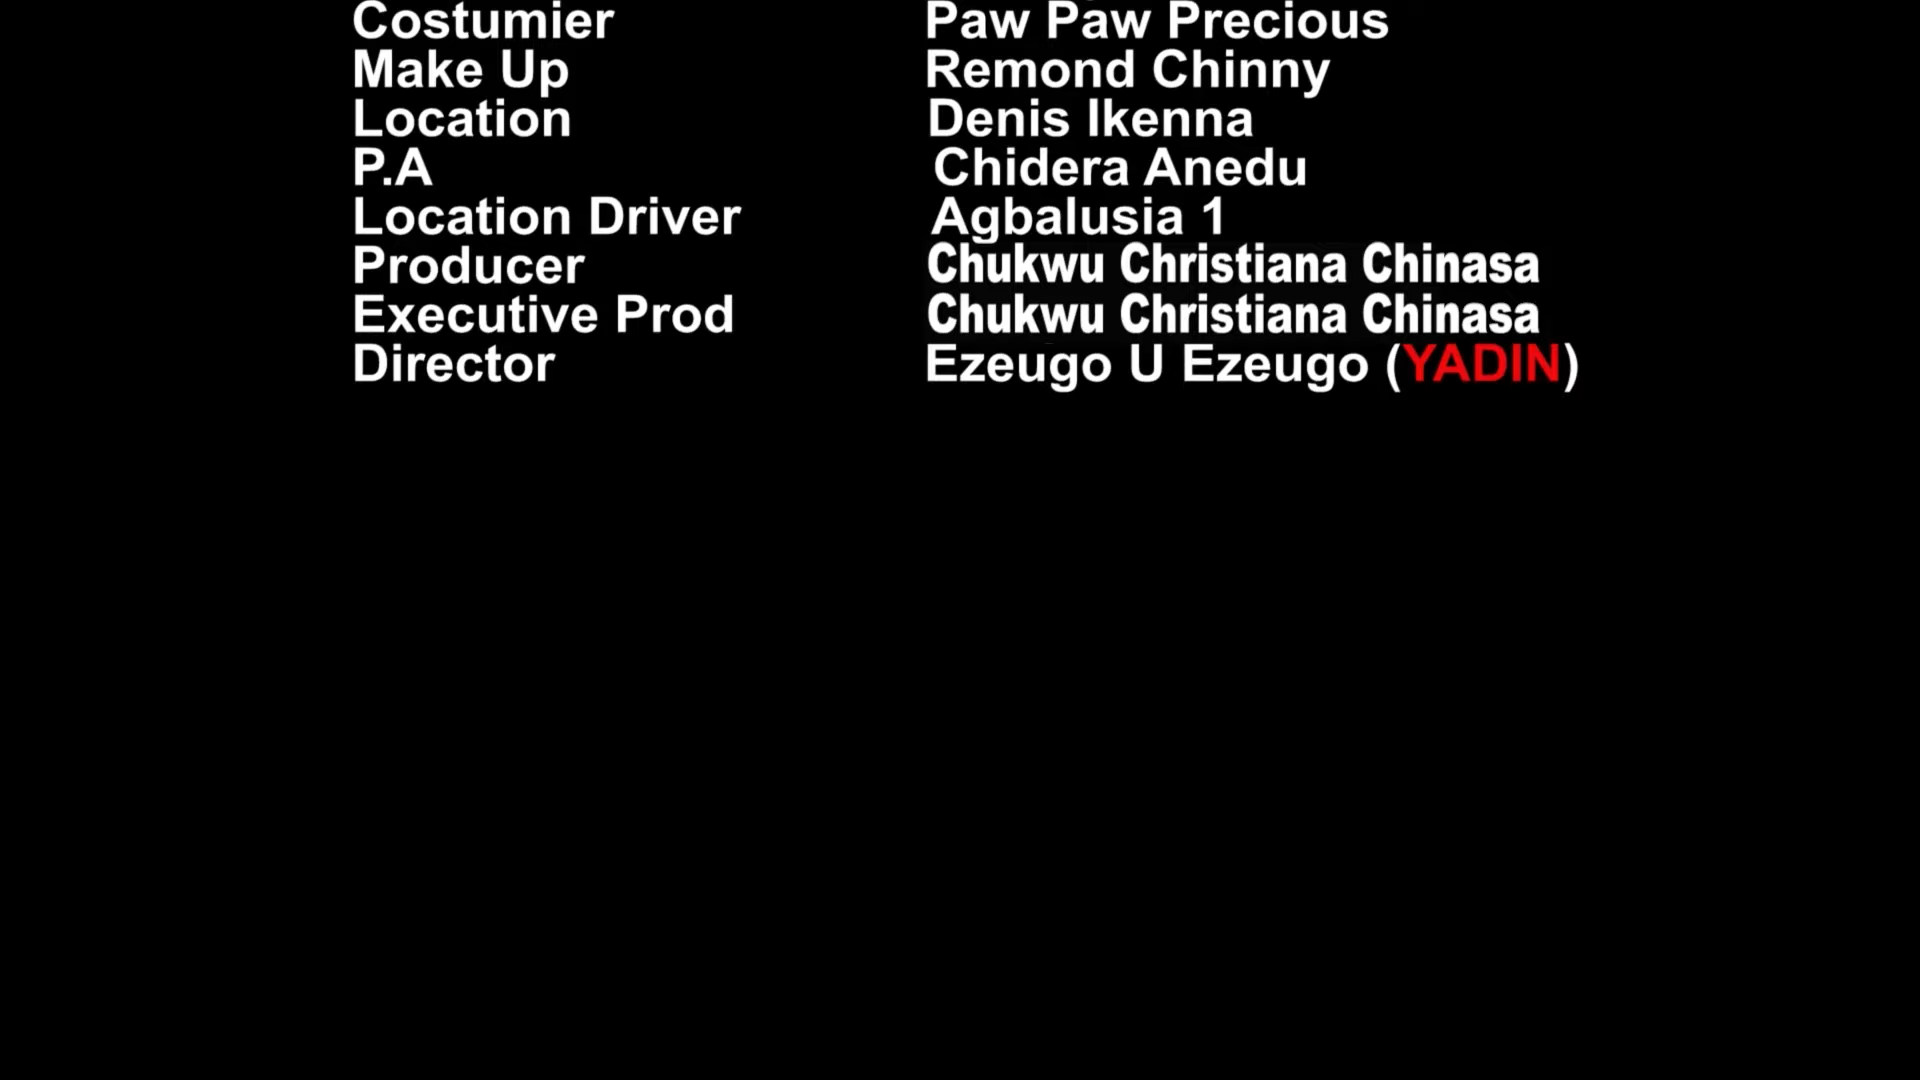 Costumier Paw Paw Precious
Make Up Remond Chinny
Location Denis Ikenna
P.A Chidera Anedu
Location Driver Agbalusia 1
Producer Chukwu Christiana Chinasa
Executive Prod Chukwu Christiana Chinasa
Director Ezeugo U Ezeugo (YADIN)